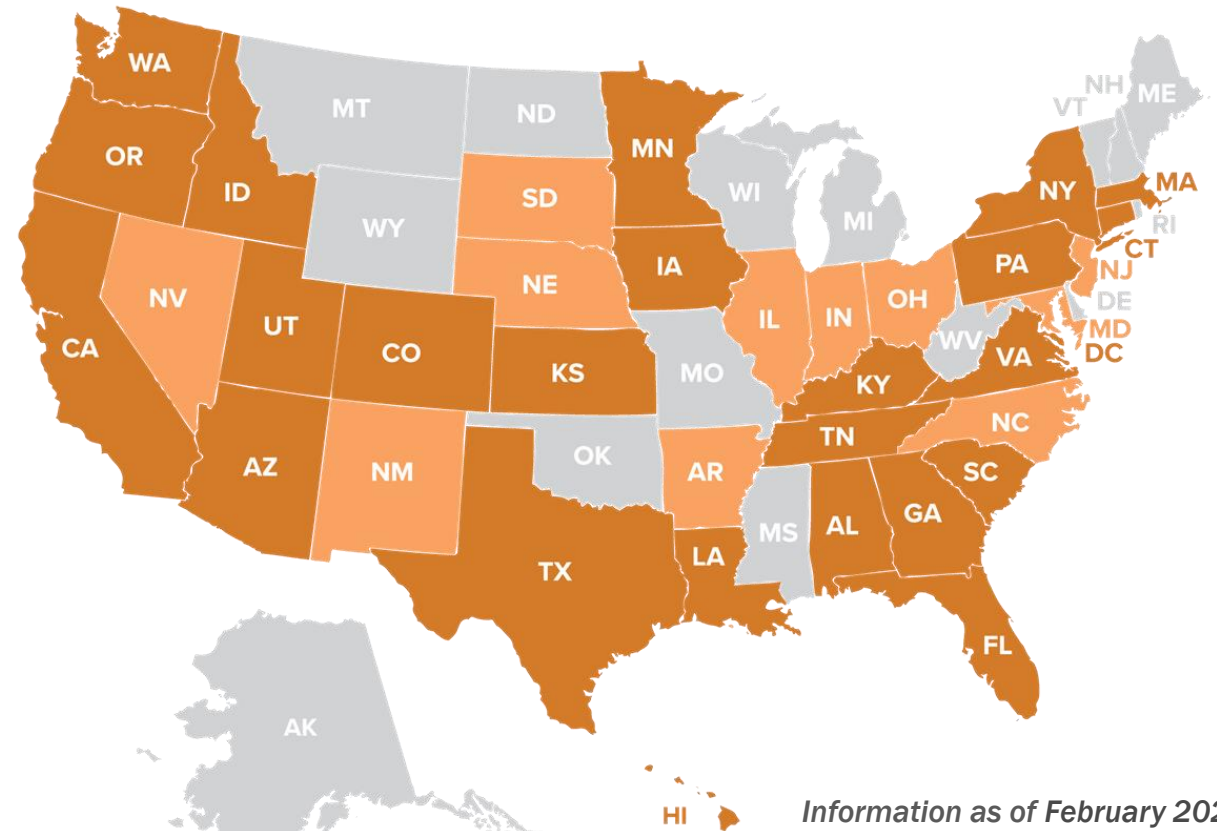 WA
MT
ND
MN
OR
ID
SD
WI
MI
NH
VT
ME
WY
NY
MA
RI
CT
NV
NE
IA
PA
NJ
DE
MD
DC
UT
CO
IL
IN
OH
WV
VA
CA
KS
MO
KY
AZ
NM
OK
AR
TN
NC
SC
TX
LA
MS
AL
GA
FL
AK
HI
Information as of February 202